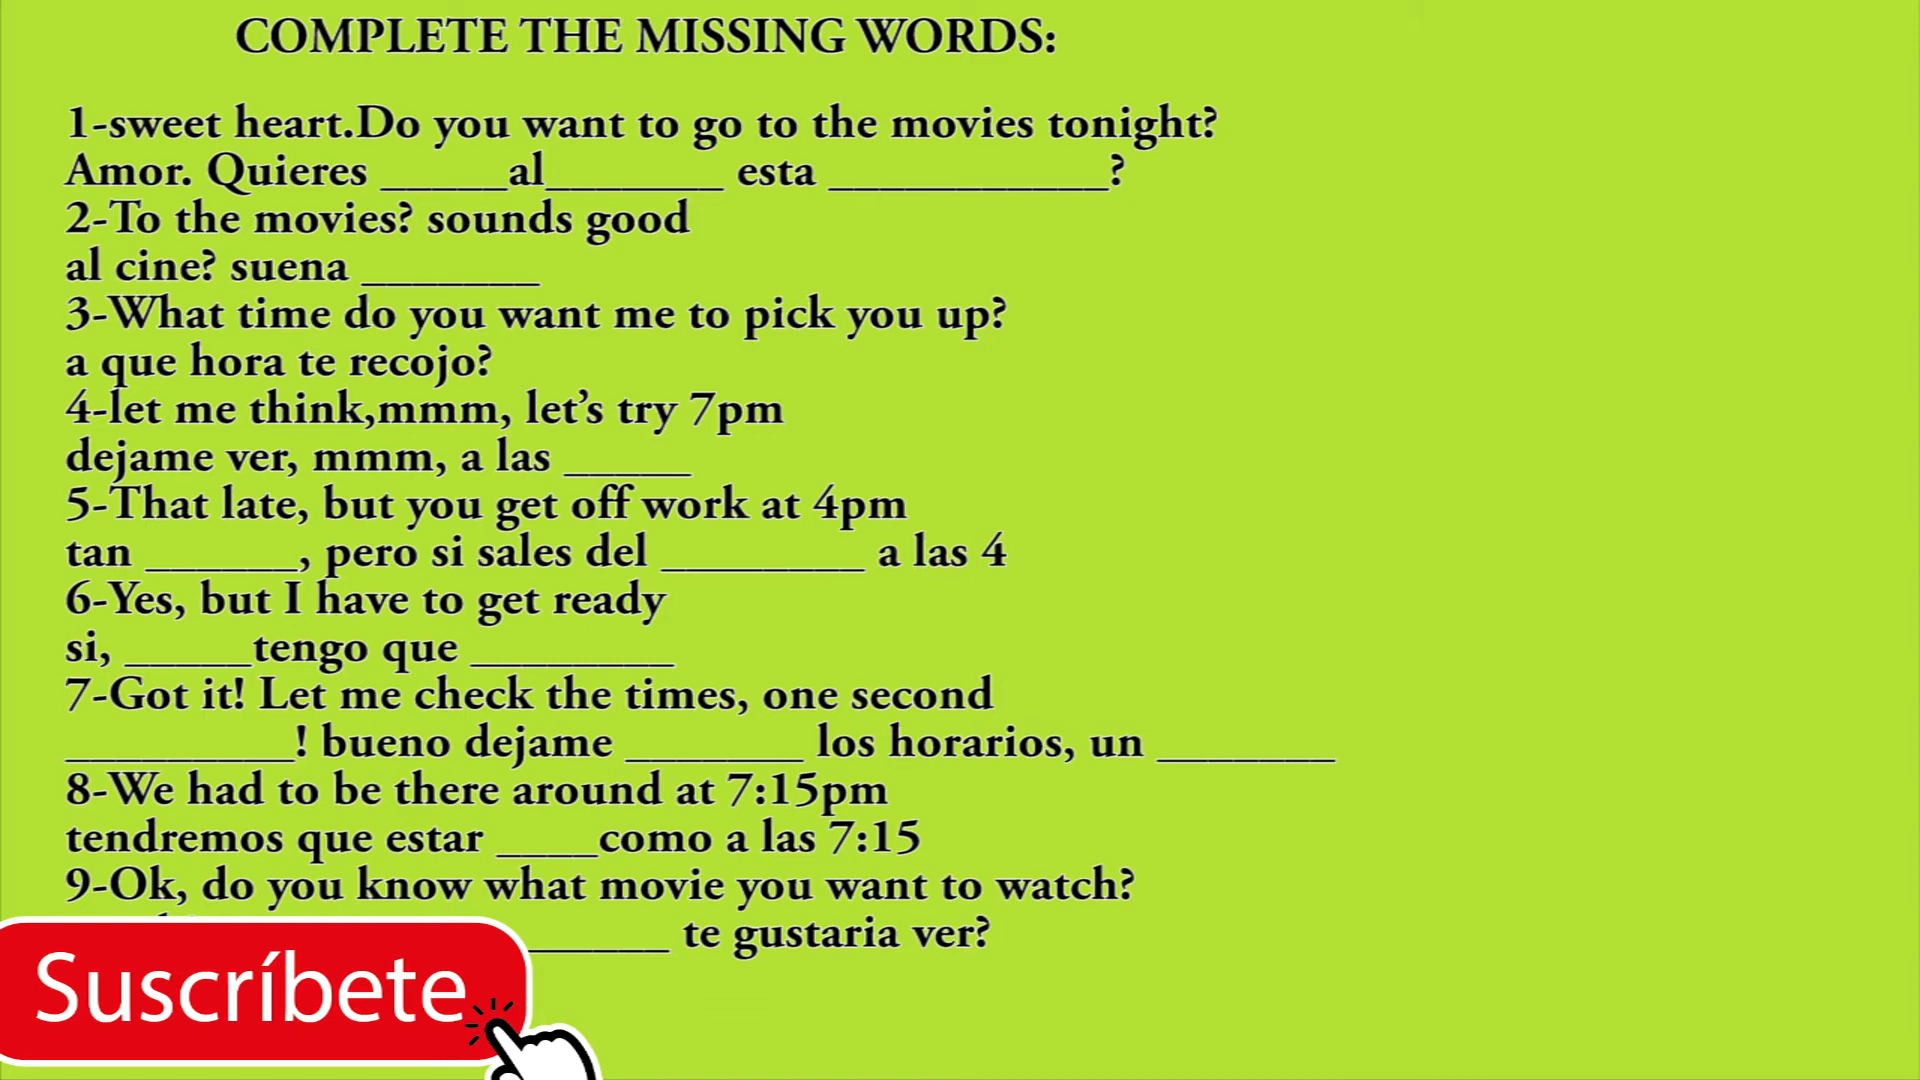 COMPLETE THE MISSING WORDS:
1-sweet heart.Do you want to go to the movies tonight?
Amor. Quieres _____al_______ esta ___________?
2-To the movies? sounds good
al cine? suena _______
3-What time do you want me to pick you up?
a que hora te recojo?
4-let me think,mmm, let’s try 7pm
dejame ver, mmm, a las _____
5-That late, but you get off work at 4pm
tan ______, pero si sales del ________ a las 4
6-Yes, but I have to get ready
si, _____tengo que ________
7-Got it! Let me check the times, one second
_________! bueno dejame _______ los horarios, un _______
8-We had to be there around at 7:15pm
tendremos que estar ____como a las 7:15
9-Ok, do you know what movie you want to watch?
______ te gustaria ver?
Suscríbete